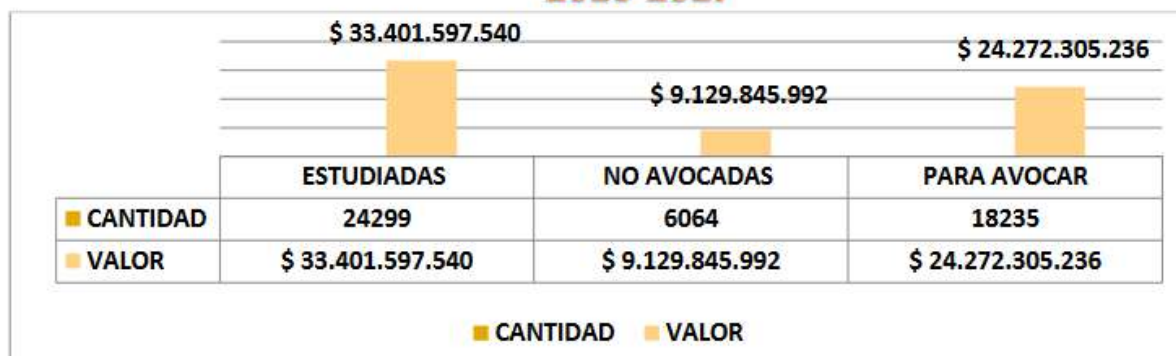 $ 33.401.597.540
$ 9.129.845.992
$ 24.272.305.236
ESTUDIADAS NO AVOCADAS PARA AVOCAR
CANTIDAD 24299 6064 18235
VALOR $ 33.401.597.540 $ 9.129.845.992 $ 24.272.305.236
CANTIDAD VALOR